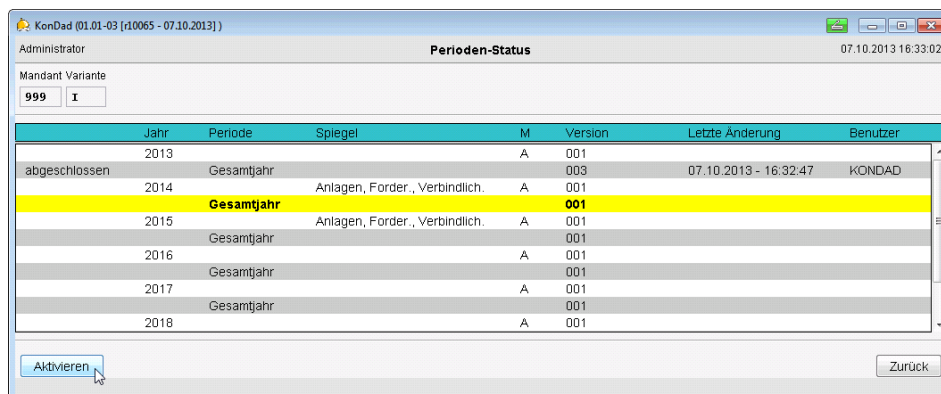 KonDad (01.01-03 [r10065 - 07.10.2013] )
Administrator Perioden-Status 07.10.2013 16:33:02
Mandant Variante
999 I
Jahr Periode Spiegel M Version Letzte Änderung Benutzer
2013 A 001
abgeschlossen Gesamtjahr 003 07.10.2013 - 16:32:47 KONDAD
2014 Anlagen, Forder., Verbindlich. A 001
Gesamtjahr 001
2015 Anlagen, Forder., Verbindlich. A 001
Gesamtjahr 001
2016 A 001
Gesamtjahr 001
2017 A 001
Gesamtjahr 001
2018 A 001
Aktivieren Zurück